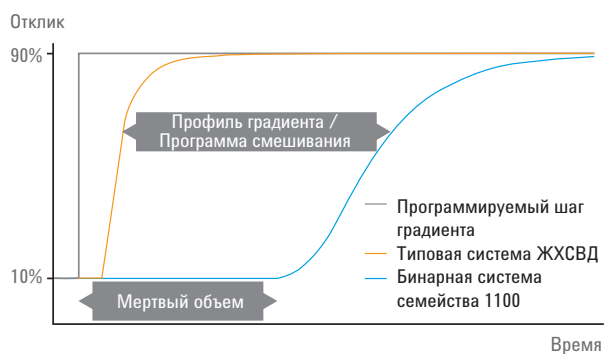 Отклик
90%
Профиль градиента /
Программа смешивания
Программируемый шаг
градиента
Типовая система ЖХСВД
Бинарная система
семейства 1100
10%
Мертвый объем
Время